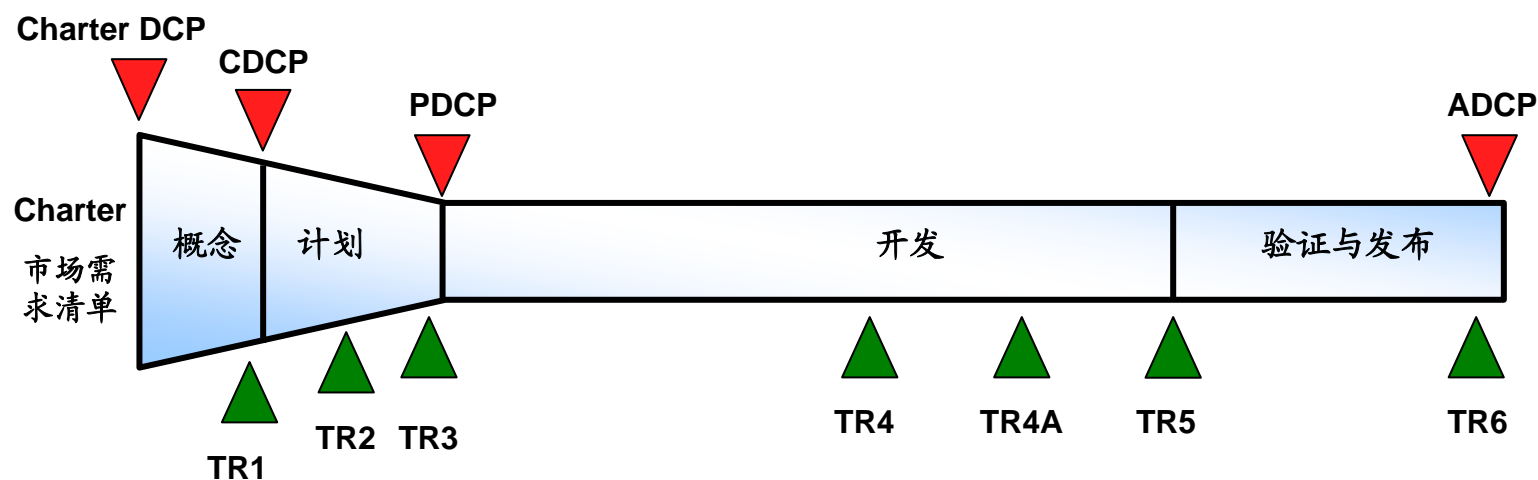 Charter DCP
CDCP
PDCP
ADCP
Charter
市场需
求清单
概念
计划
开发
验证与发布
TR1
TR2
TR3
TR4
TR4A
TR5
TR6